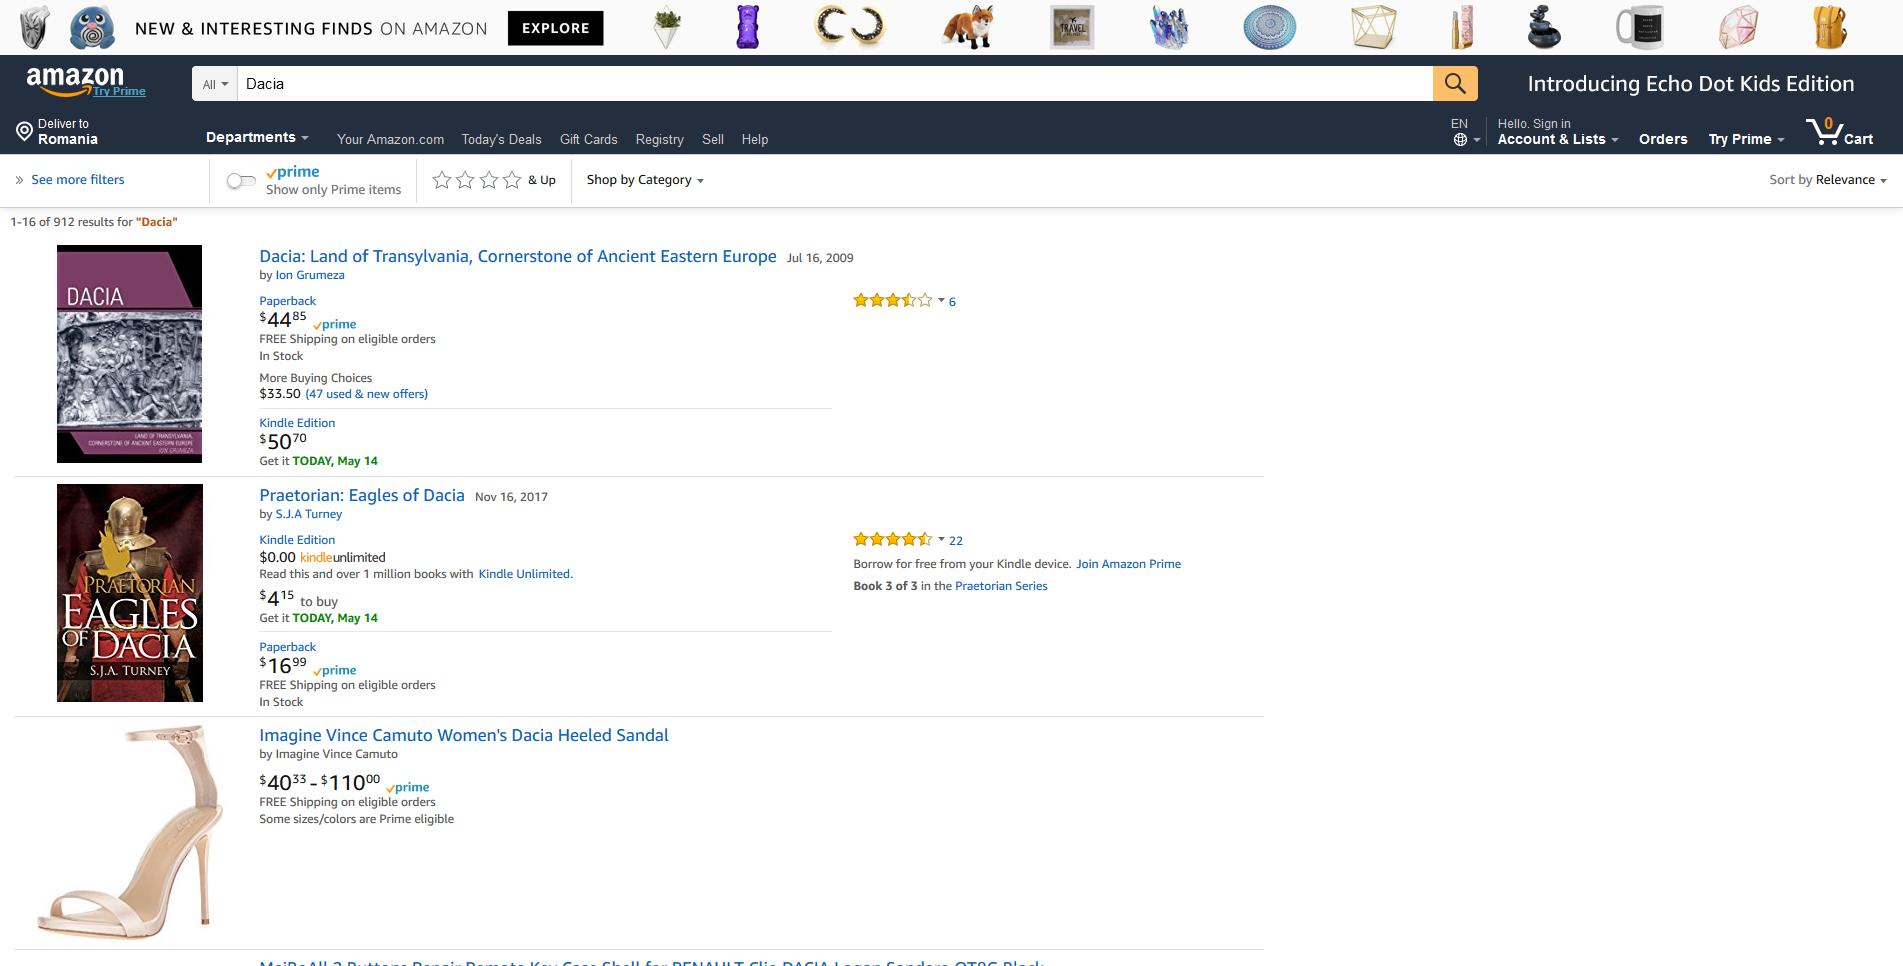 NEW & INTERESTING FINDS ON AMAZON EXPLORE
TRAVEL
amazon
Try Prime
All
Dacia
Introducing Echo Dot Kids Edition
Deliver to
Romania
Departments
Your Amazon.com Today's Deals Gift Cards Registry Sell Help
EN
Hello. Sign in
Account & Lists
Orders
Try Prime
0
Cart
» See more filters
prime
Show only Prime items
& Up
Shop by Category
Sort by Relevance
1-16 of 912 results for "Dacia"
DACIA
LAND OF TRANSYLVANIA,
CORNERSTONE OF ANCIENT EASTERN EUROPE
ION GRUMEZA
Dacia: Land of Transylvania, Cornerstone of Ancient Eastern Europe Jul 16, 2009
by Ion Grumeza
Paperback
$44 85 prime
FREE Shipping on eligible orders
In Stock
More Buying Choices
$33.50 (47 used & new offers)
Kindle Edition
$50 70
Get it TODAY, May 14
6
PRAETORIAN
EAGLES
OF DACIA
S.J.A. TURNEY
Praetorian: Eagles of Dacia Nov 16, 2017
by S.J.A Turney
Kindle Edition
$0.00 kindleunlimited
Read this and over 1 million books with Kindle Unlimited.
$4 15 to buy
Get it TODAY, May 14
Paperback
$16 99 prime
FREE Shipping on eligible orders
In Stock
22
Borrow for free from your Kindle device. Join Amazon Prime
Book 3 of 3 in the Praetorian Series
Imagine Vince Camuto Women's Dacia Heeled Sandal
by Imagine Vince Camuto
$40 33 - $110 00 prime
FREE Shipping on eligible orders
Some sizes/colors are Prime eligible